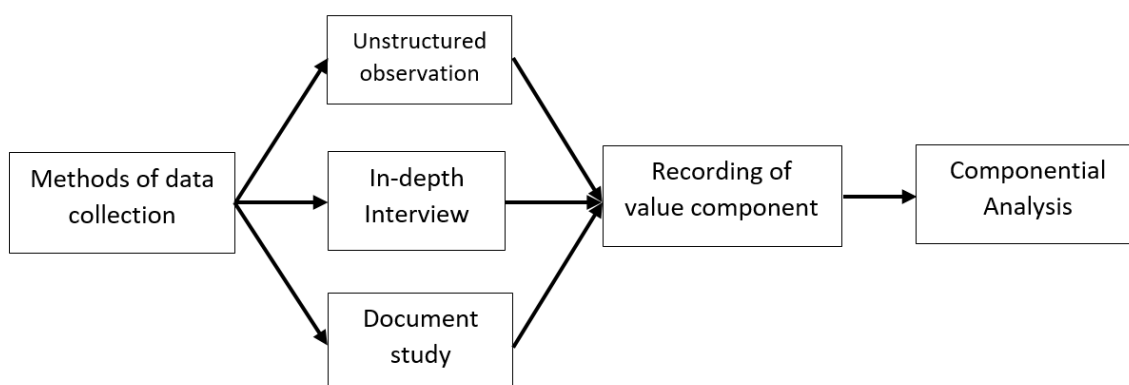 Methods of data
collection
Unstructured
observation
In-depth
Interview
Document
study
Recording of
value component
Componential
Analysis